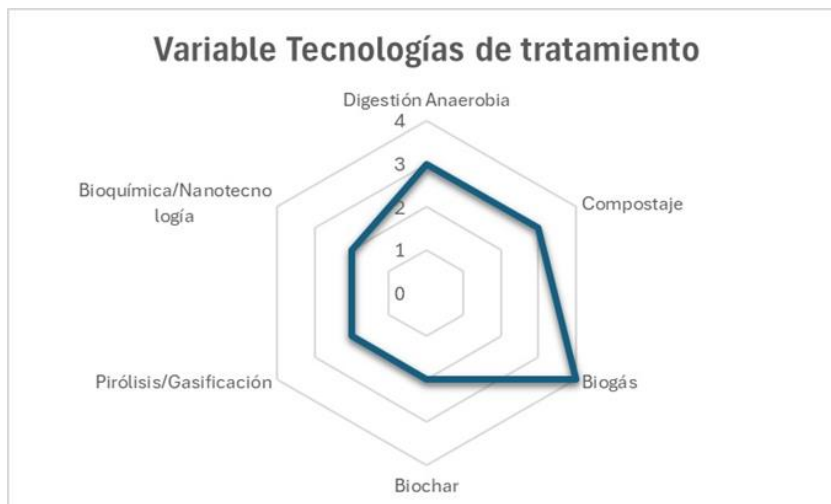 Variable Tecnologías de tratamiento
Digestión Anaerobia
4
3
2
1
0
Bioquímica/Nanotecno
logía
Compostaje
Pirólisis/Gasificación
Biogás
Biochar